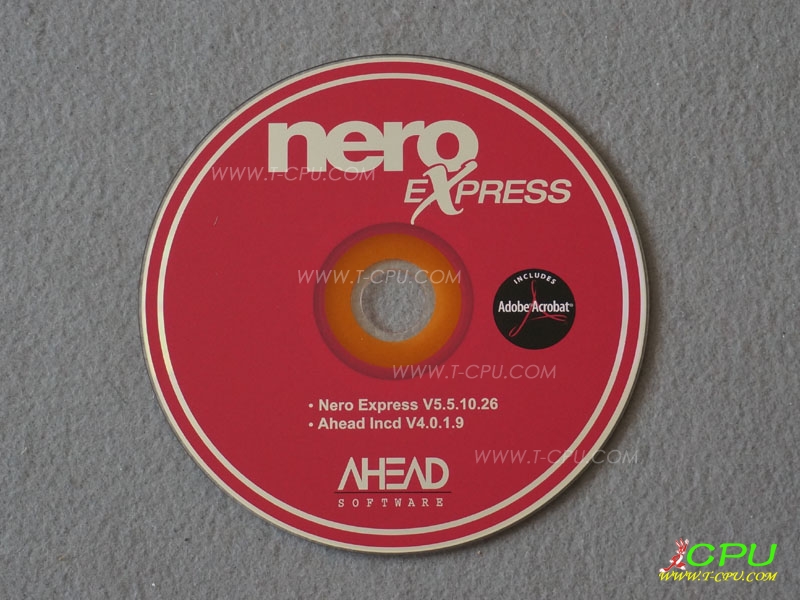 nero
EXPRESS
WWW.T-CPU.COM
WWW.T-CPU.COM
INCLUDES
Adobe® Acrobat®
WWW.T-CPU.COM
• Nero Express V5.5.10.26
• Ahead Incd V4.0.1.9
WWW.T-CPU.COM
AHEAD
SOFTWARE
CPU
WWW.T-CPU.COM